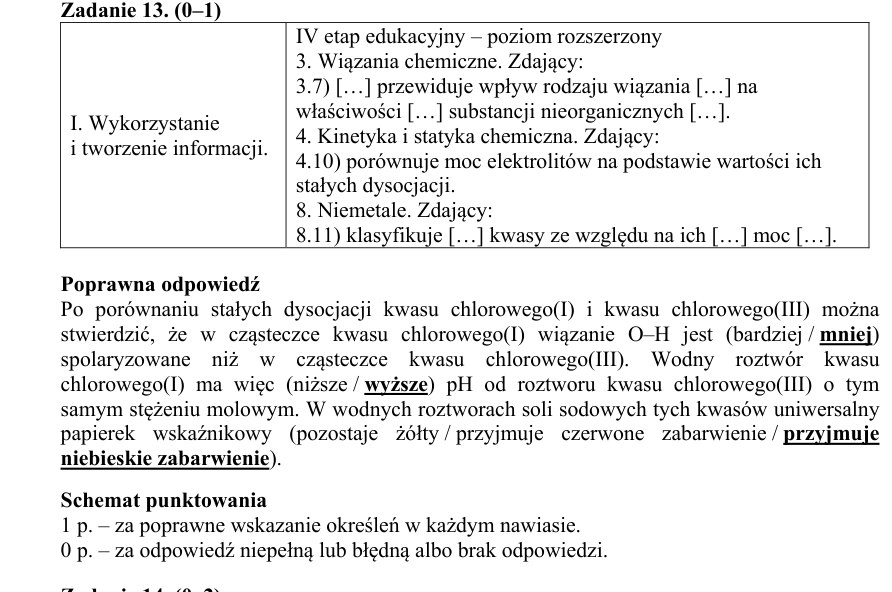 Zadanie 13. (0–1)
I. Wykorzystanie
i tworzenie informacji.
IV etap edukacyjny – poziom rozszerzony
3. Wiązania chemiczne. Zdający:
3.7) […] przewiduje wpływ rodzaju wiązania […] na
właściwości […] substancji nieorganicznych […].
4. Kinetyka i statyka chemiczna. Zdający:
4.10) porównuje moc elektrolitów na podstawie wartości ich
stałych dysocjacji.
8. Niemetale. Zdający:
8.11) klasyfikuje […] kwasy ze względu na ich […] moc […].
Poprawna odpowiedź
Po porównaniu stałych dysocjacji kwasu chlorowego(I) i kwasu chlorowego(III) można
stwierdzić, że w cząsteczce kwasu chlorowego(I) wiązanie O–H jest (bardziej / mniej)
spolaryzowane niż w cząsteczce kwasu chlorowego(III). Wodny roztwór kwasu
chlorowego(I) ma więc (niższe / wyższe) pH od roztworu kwasu chlorowego(III) o tym
samym stężeniu molowym. W wodnych roztworach soli sodowych tych kwasów uniwersalny
papierek wskaźnikowy (pozostaje żółty / przyjmuje czerwone zabarwienie / przyjmuje
niebieskie zabarwienie).
Schemat punktowania
1 p. – za poprawne wskazanie określeń w każdym nawiasie.
0 p. – za odpowiedź niepełną lub błędną albo brak odpowiedzi.
Zadanie 14. (0–2)